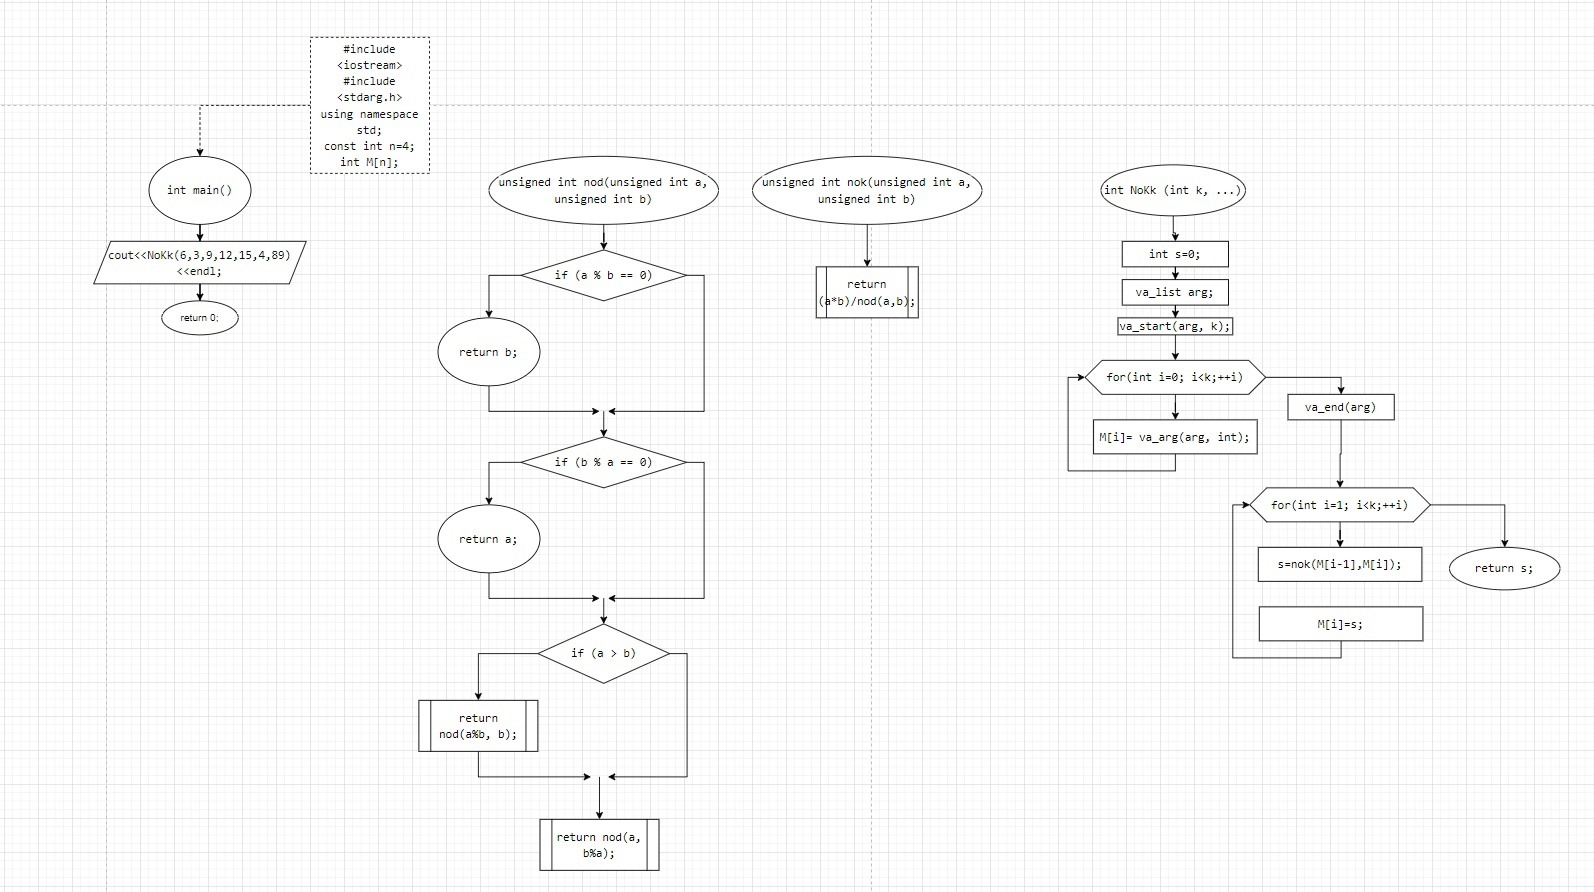 #include
<iostream>
#include
<stdarg.h>
using namespace
std;
const int n=4;
int M[n];
int main()
cout<<NoKk(6,3,9,12,15,4,89)
<<endl;
return 0;
unsigned int nod(unsigned int a,
unsigned int b)
if (a % b == 0)
return b;
if (b % a == 0)
return a;
if (a > b)
return
nod(a%b, b);
return nod(a,
b%a);
unsigned int nok(unsigned int a,
unsigned int b)
return
(a*b)/nod(a,b);
int NoKk (int k, ...)
int s=0;
va_list arg;
va_start(arg, k);
for(int i=0; i<k;++i)
M[i]= va_arg(arg, int);
va_end(arg)
for(int i=1; i<k;++i)
s=nok(M[i-1],M[i]);
M[i]=s;
return s;